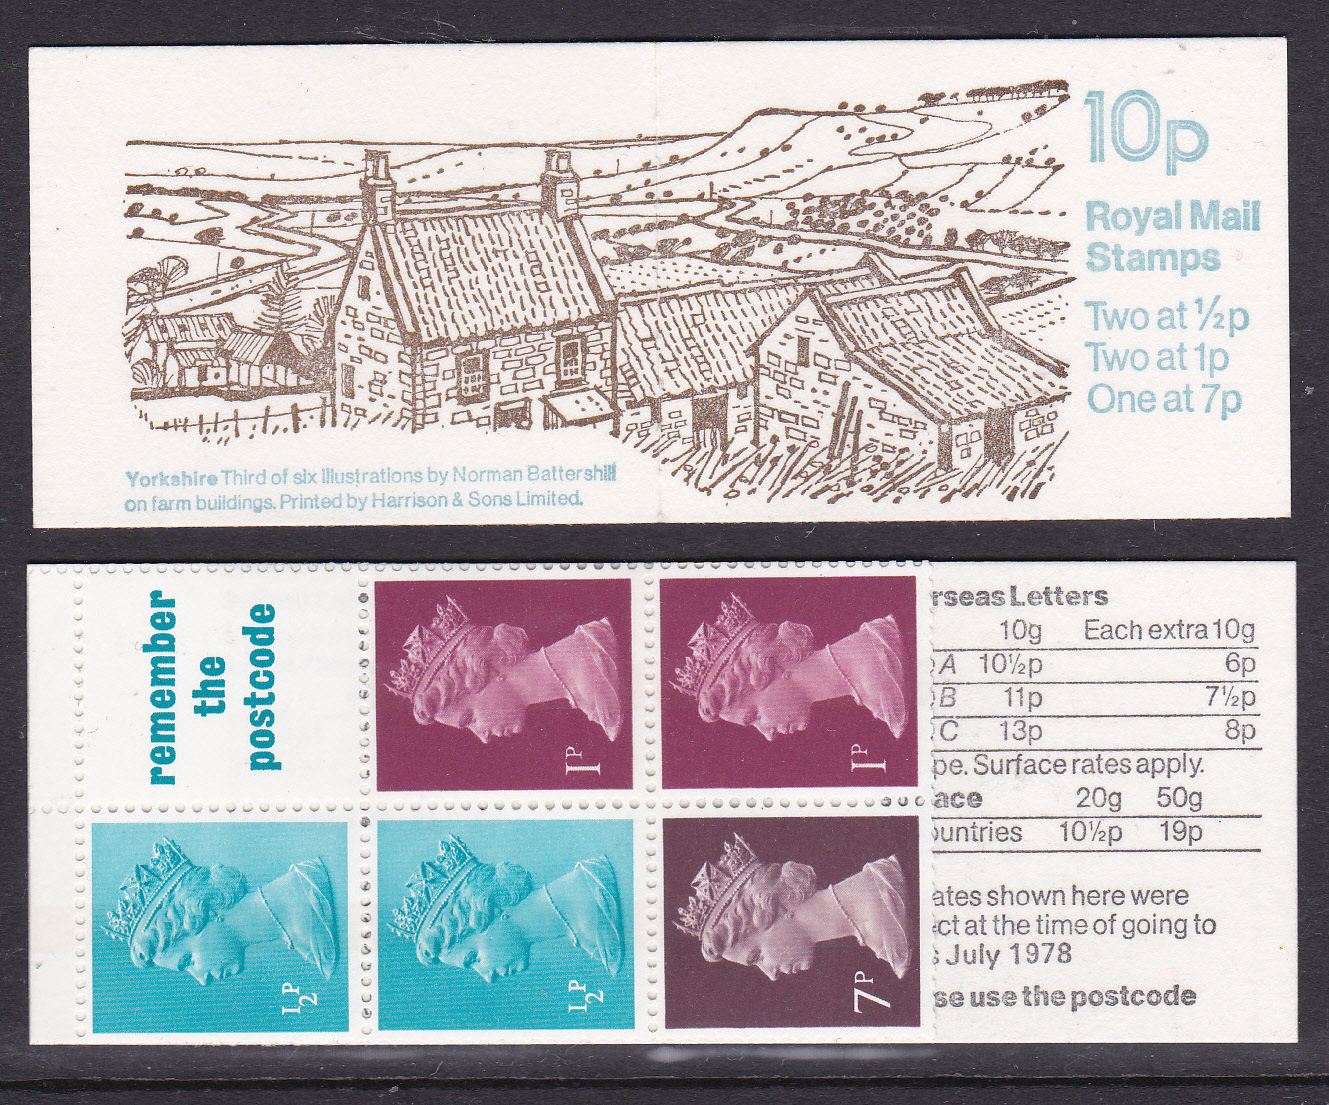 10p
Royal Mail
Stamps
Two at ½p
Two at 1p
One at 7p
Yorkshire Third of six Illustrations by Norman Battershill
on farm buildings. Printed by Harrison & Sons Limited.
remember
the
postcode
1P
1P
½P
½P
7P
rseas Letters
10g Each extra 10g
A 10½p 6p
B 11p 7½p
C 13p 8p
pe. Surface rates apply.
ace 20g 50g
ountries 10½p 19p
ates shown here were
ect at the time of going to
s July 1978
se use the postcode